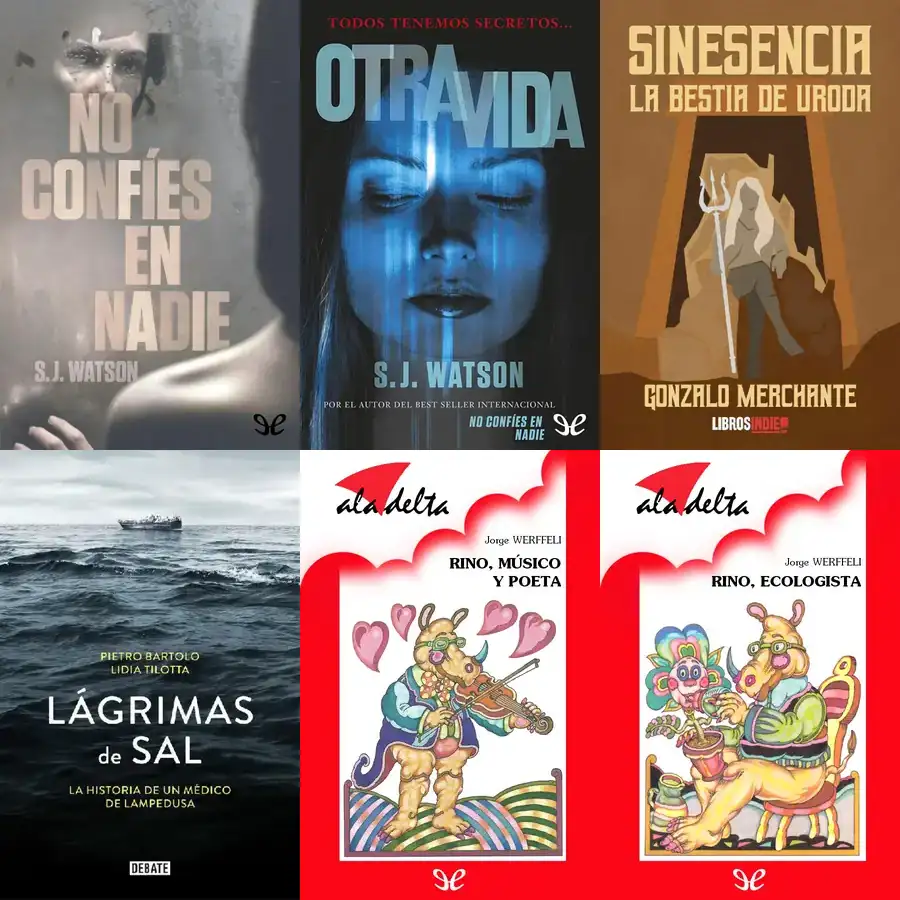 NO
CONFÍES
EN
NADIE
S.J. WATSON
TODOS TENEMOS SECRETOS...
OTRA VIDA
S.J. WATSON
POR EL AUTOR DEL BEST SELLER INTERNACIONAL
NO CONFÍES EN
NADIE
SINESENCIA
LA BESTIA DE URODA
GONZALO MERCHANTE
LIBROSINDIE
PIETRO BARTOLO
LIDIA TILOTTA
LÁGRIMAS
de SAL
LA HISTORIA DE UN MÉDICO
DE LAMPEDUSA
DEBATE
ala delta
Jorge WERFFELI
RINO, MÚSICO
Y POETA
ala delta
Jorge WERFFELI
RINO, ECOLOGISTA